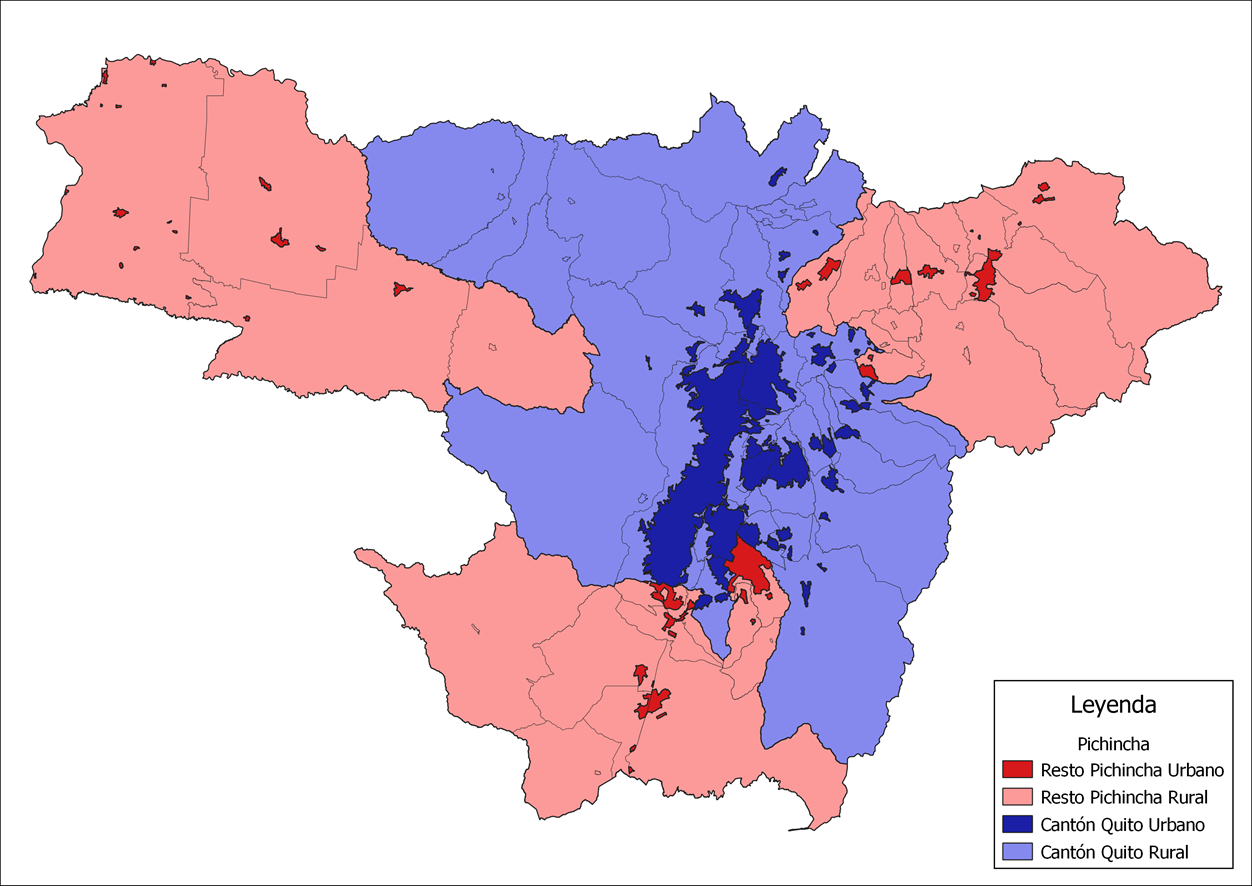 Leyenda
Pichincha
Resto Pichincha Urbano
Resto Pichincha Rural
Cantón Quito Urbano
Cantón Quito Rural